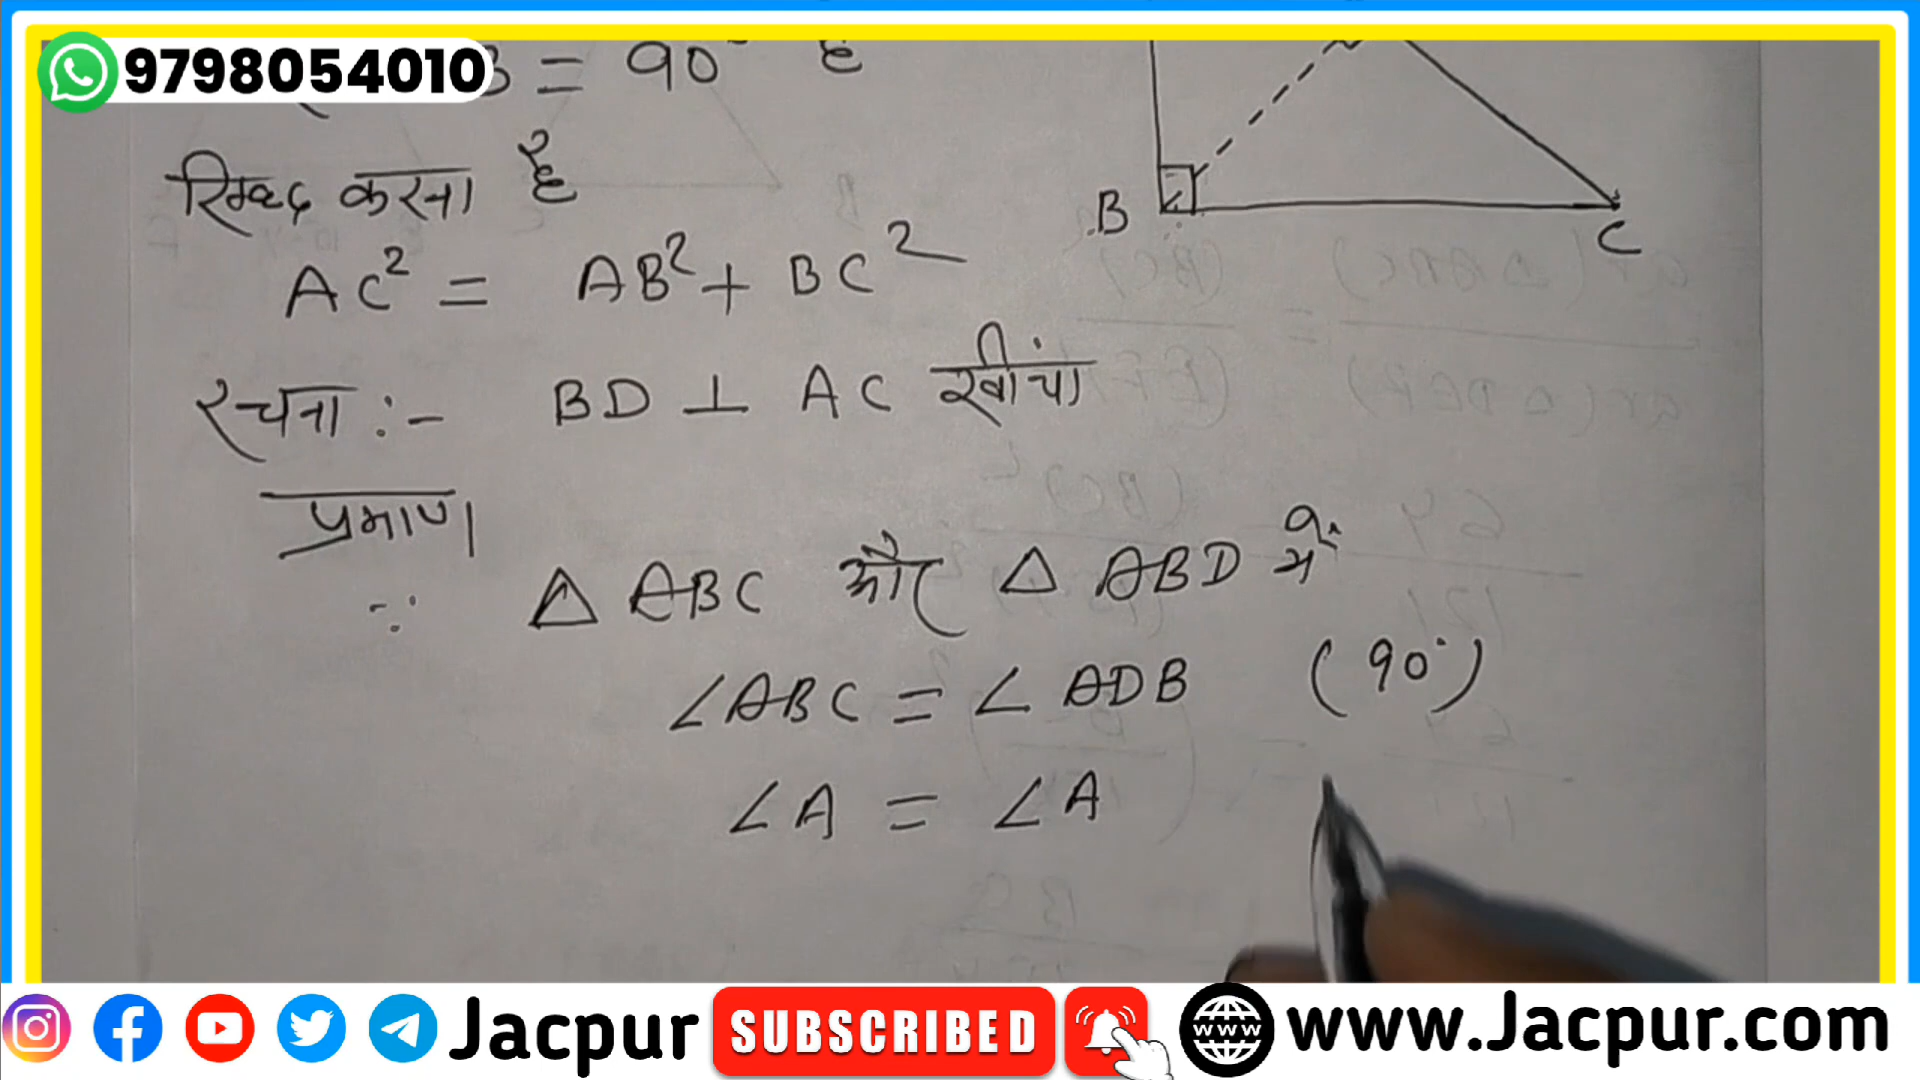 9798054010
B = 90° है
सिद्ध करना है
AC² = AB² + BC²
रचना :- BD ⊥ AC खींचा
प्रमाण
∵ △ ABC और △ ABD में
∠ABC = ∠ADB (90°)
∠A = ∠A
B
C
Jacpur SUBSCRIBED www www.Jacpur.com